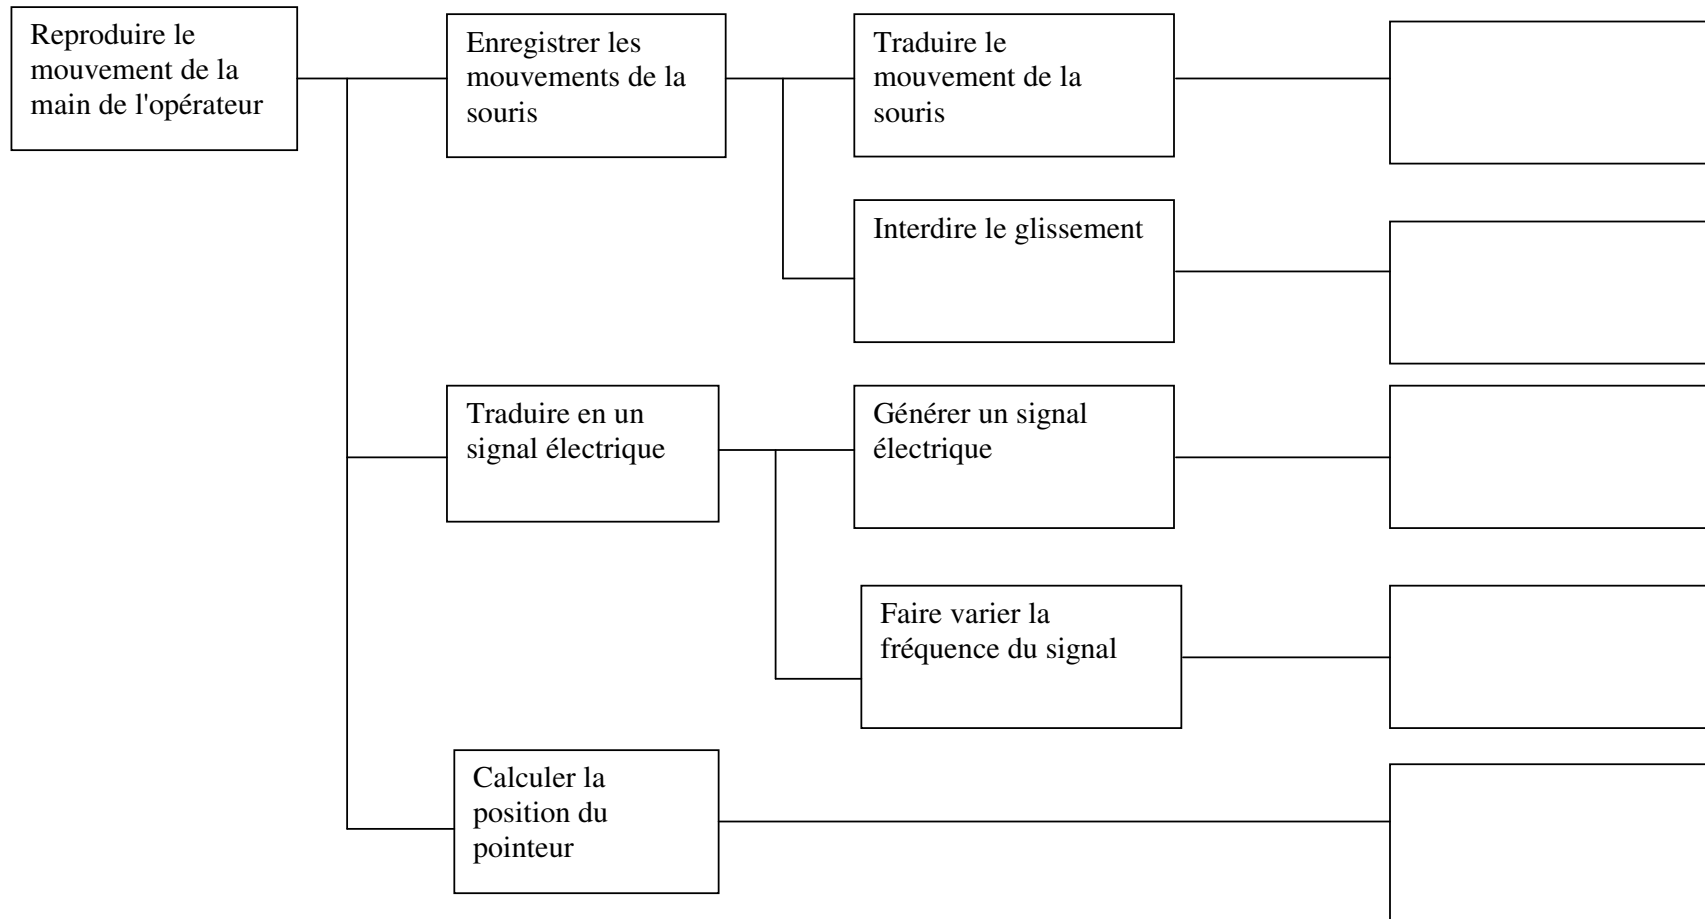 Reproduire le
mouvement de la
main de l'opérateur
Enregistrer les
mouvements de la
souris
Traduire le
mouvement de la
souris
Interdire le glissement
Traduire en un
signal électrique
Générer un signal
électrique
Faire varier la
fréquence du signal
Calculer la
position du
pointeur